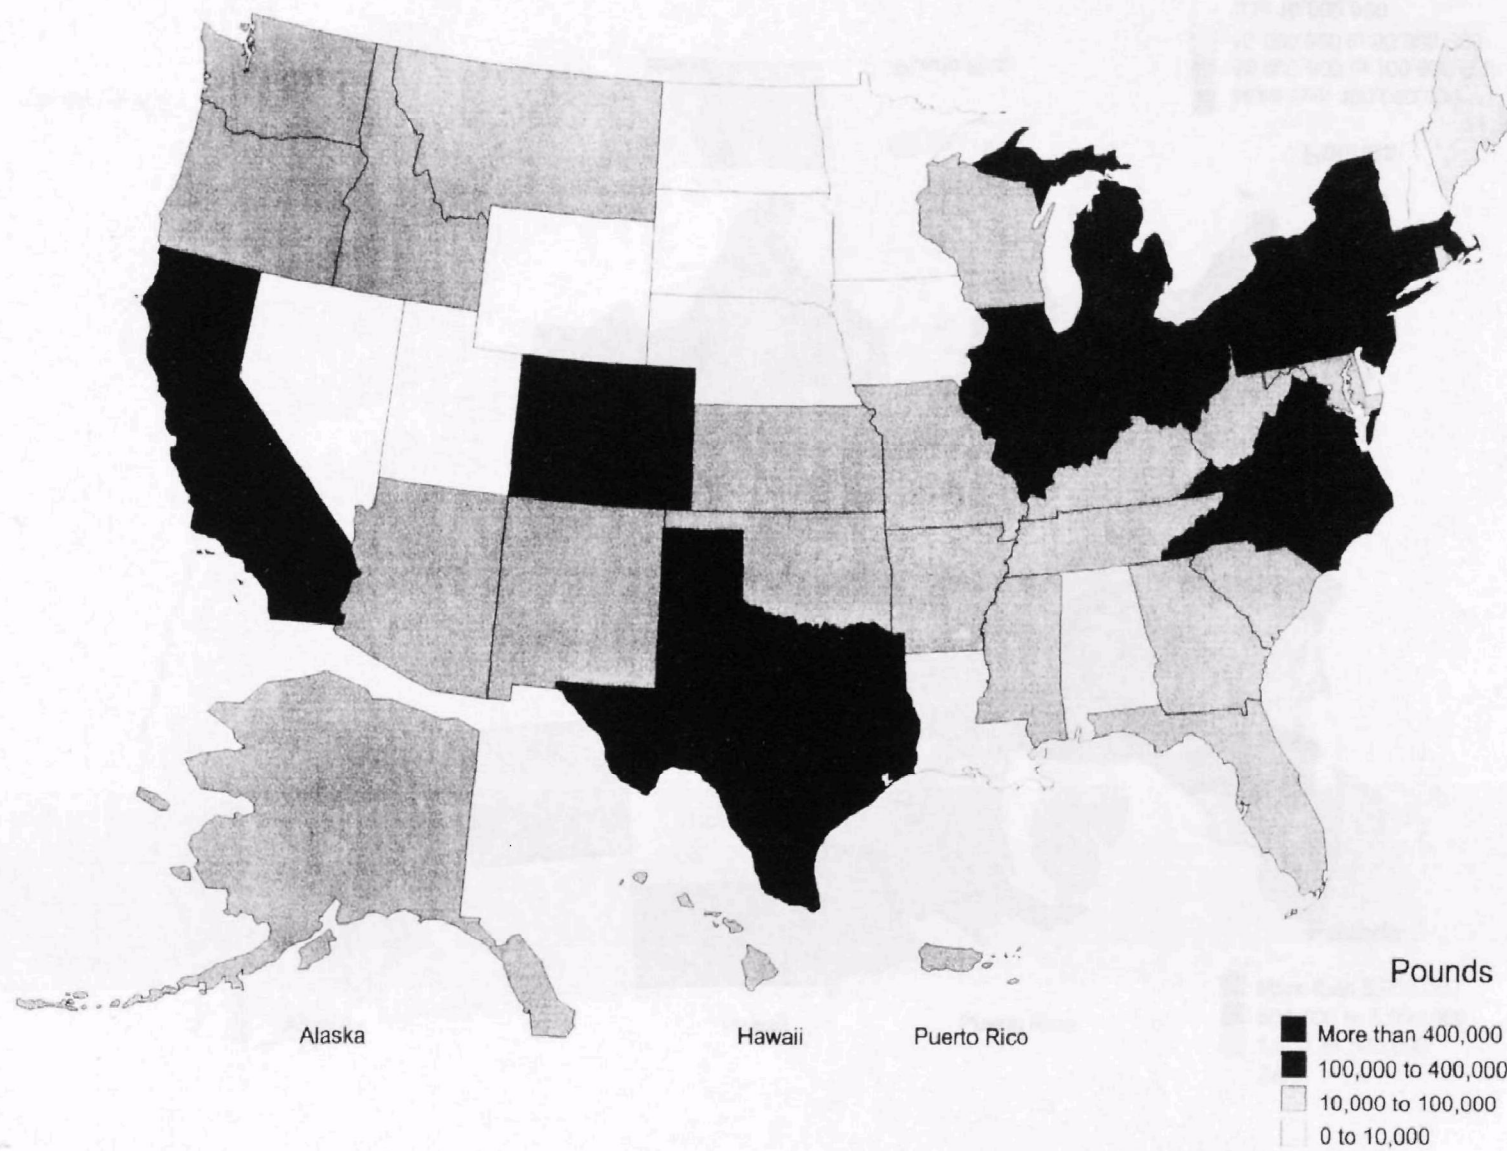 Alaska
Hawaii
Puerto Rico
Pounds
More than 400,000
100,000 to 400,000
10,000 to 100,000
0 to 10,000